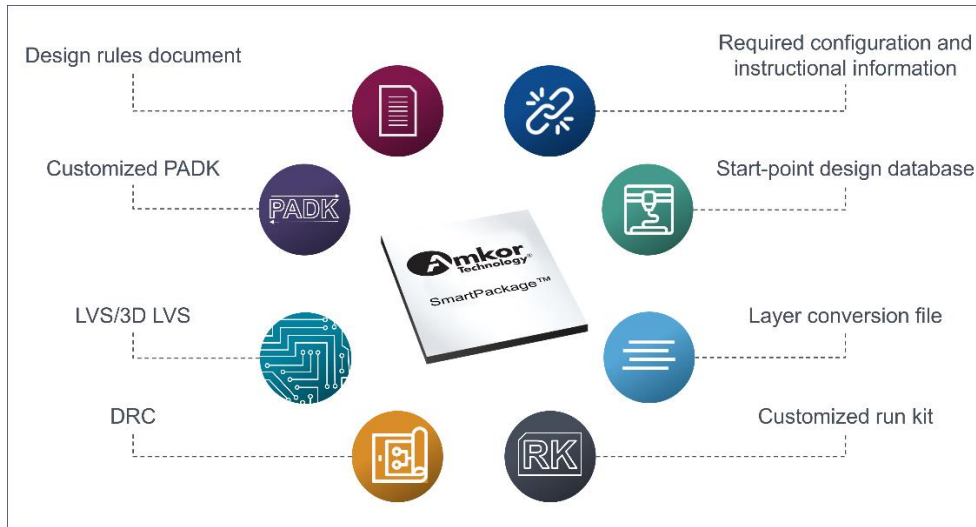 Design rules document
Required configuration and
instructional information
Customized PADK
PADK
Start-point design database
Amkor
Technology®
SmartPackage™
LVS/3D LVS
Layer conversion file
DRC
Customized run kit
RK